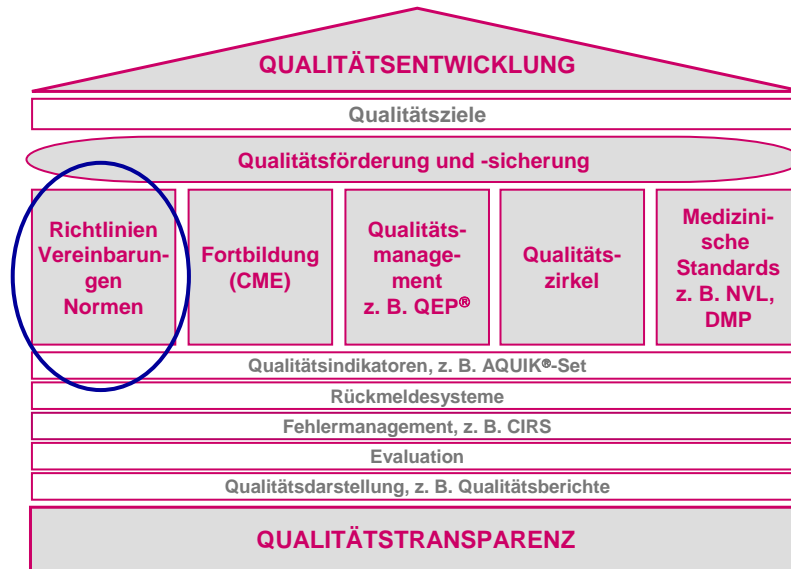 QUALITÄTSENTWICKLUNG
Qualitätsziele
Qualitätsförderung und -sicherung
Richtlinien
Vereinbarun-
gen
Normen
Fortbildung
(CME)
Qualitäts-
manage-
ment
z. B. QEP®
Qualitäts-
zirkel
Medizini-
sche
Standards
z. B. NVL,
DMP
Qualitätsindikatoren, z. B. AQUIK®-Set
Rückmeldesysteme
Fehlermanagement, z. B. CIRS
Evaluation
Qualitätsdarstellung, z. B. Qualitätsberichte
QUALITÄTSTRANSPARENZ